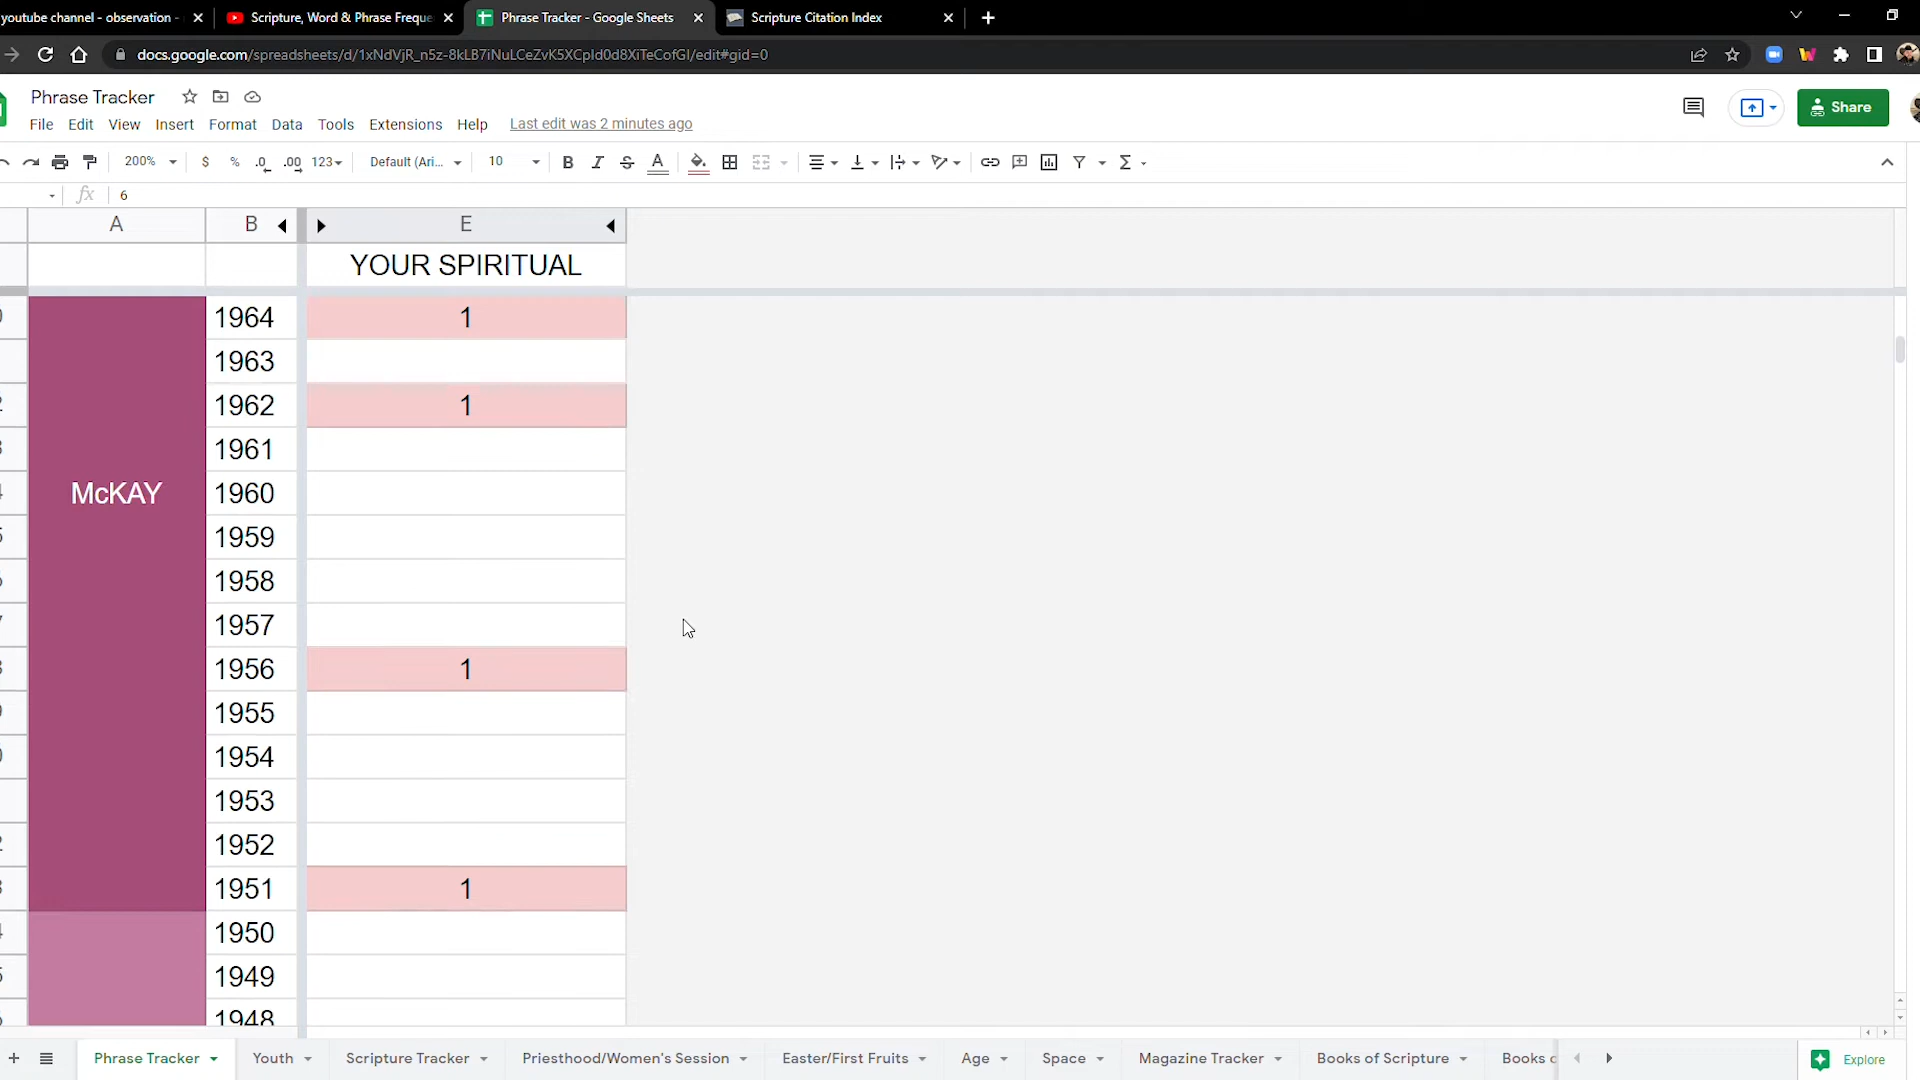 youtube channel - observation -
Scripture, Word & Phrase Freque
Phrase Tracker - Google Sheets
Scripture Citation Index
docs.google.com/spreadsheets/d/1xNdVjR_n5z-8kLB7iNuLCeZvK5XCpId0d8XiTeCofGI/edit#gid=0
Phrase Tracker
File Edit View Insert Format Data Tools Extensions Help Last edit was 2 minutes ago
Share
200% $ % .0 .00 123 Default (Ari... 10 B I S A Σ
fx 6
A B E
YOUR SPIRITUAL
1964 1
1963
1962 1
1961
McKAY 1960
1959
1958
1957
1956 1
1955
1954
1953
1952
1951 1
1950
1949
1948
Phrase Tracker Youth Scripture Tracker Priesthood/Women's Session Easter/First Fruits Age Space Magazine Tracker Books of Scripture Books Explore